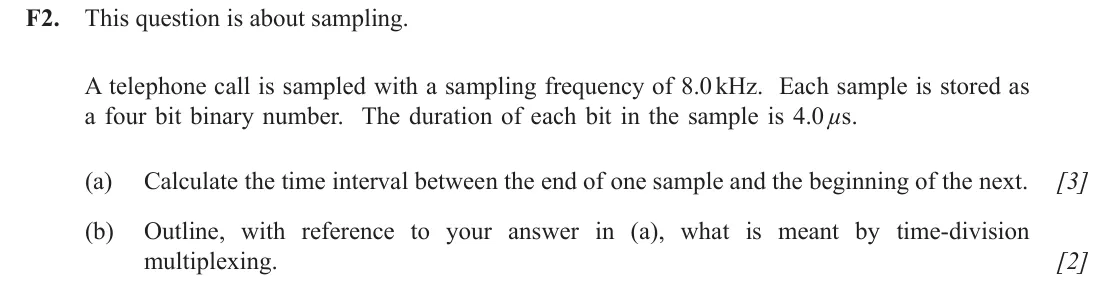 F2. This question is about sampling.
A telephone call is sampled with a sampling frequency of 8.0 kHz. Each sample is stored as
a four bit binary number. The duration of each bit in the sample is 4.0 μs.
(a) Calculate the time interval between the end of one sample and the beginning of the next. [3]
(b) Outline, with reference to your answer in (a), what is meant by time-division
multiplexing. [2]